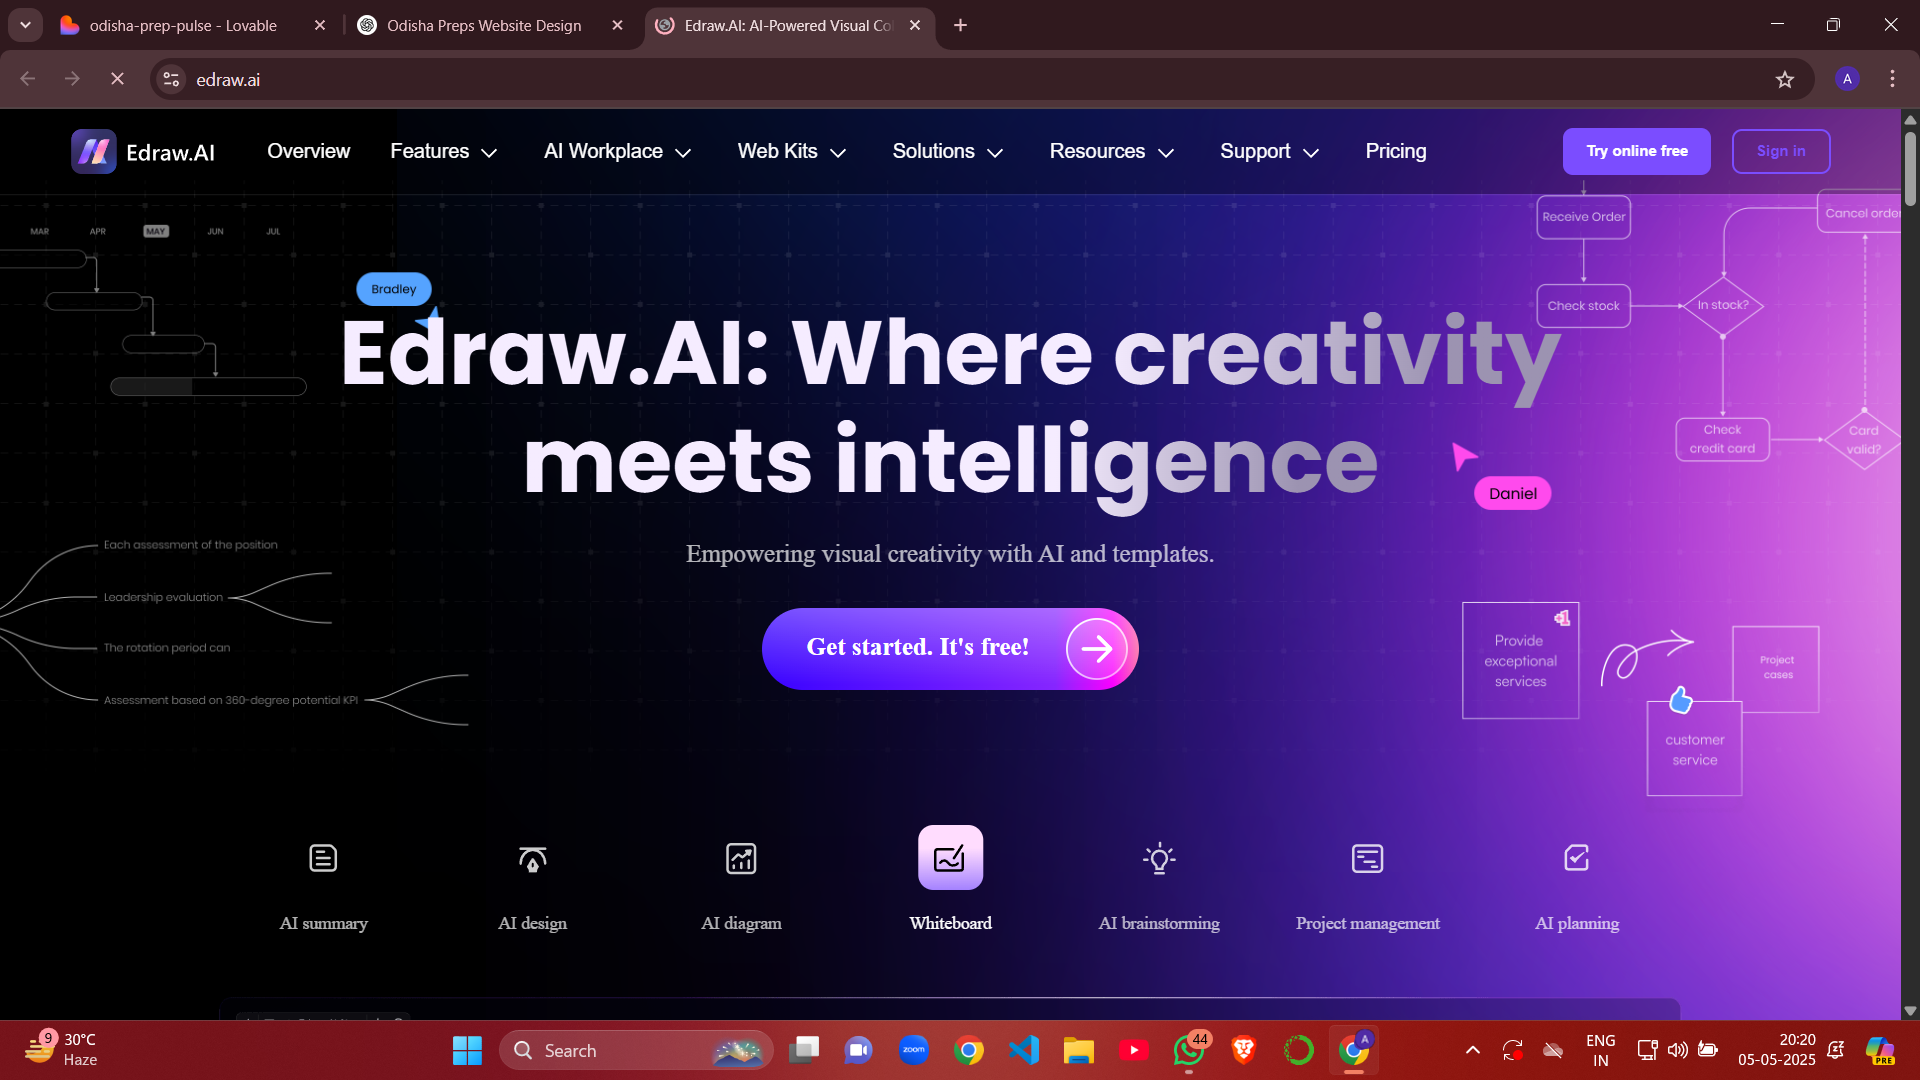 odisha-prep-pulse - Lovable
Odisha Preps Website Design
Edraw.AI: AI-Powered Visual Co
edraw.ai
A
Edraw.AI
Overview
Features
AI Workplace
Web Kits
Solutions
Resources
Support
Pricing
Try online free
Sign in
MAR
APR
MAY
JUN
JUL
Receive Order
Cancel order
Bradley
Check stock
In stock?
Edraw.AI: Where creativity
meets intelligence
Check
credit card
Card
valid?
Daniel
Empowering visual creativity with AI and templates.
Each assessment of the position
Leadership evaluation
The rotation period can
Assessment based on 360-degree potential KPI
Get started. It's free!
+1
Provide
exceptional
services
Project
cases
customer
service
AI summary
AI design
AI diagram
Whiteboard
AI brainstorming
Project management
AI planning
9
30°C
Haze
Search
zoom
44
A
ENG
IN
20:20
05-05-2025
PRE